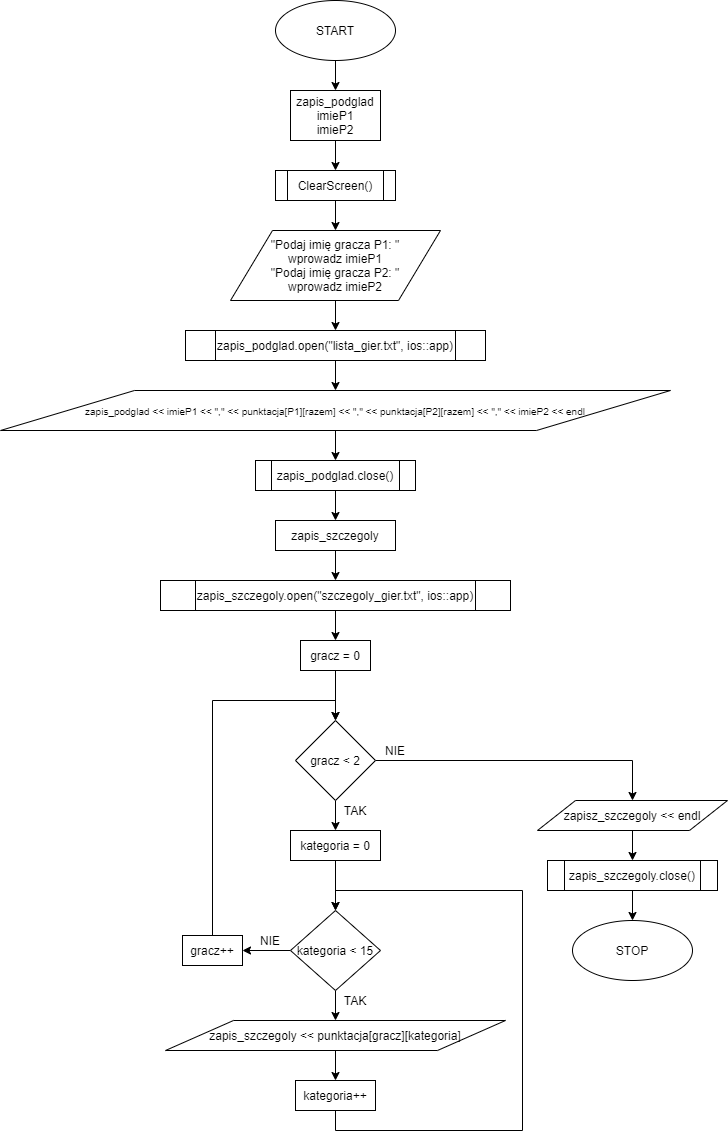 START
zapis_podglad
imieP1
imieP2
ClearScreen()
"Podaj imię gracza P1: "
wprowadz imieP1
"Podaj imię gracza P2: "
wprowadz imieP2
zapis_podglad.open("lista_gier.txt", ios::app)
zapis_podglad << imieP1 << "," << punktacja[P1][razem] << "," << punktacja[P2][razem] << "," << imieP2 << endl
zapis_podglad.close()
zapis_szczegoly
zapis_szczegoly.open("szczegoly_gier.txt", ios::app)
gracz = 0
gracz < 2
NIE
TAK
zapisz_szczegoly << endl
kategoria = 0
zapis_szczegoly.close()
kategoria < 15
NIE
gracz++
STOP
TAK
zapis_szczegoly << punktacja[gracz][kategoria]
kategoria++